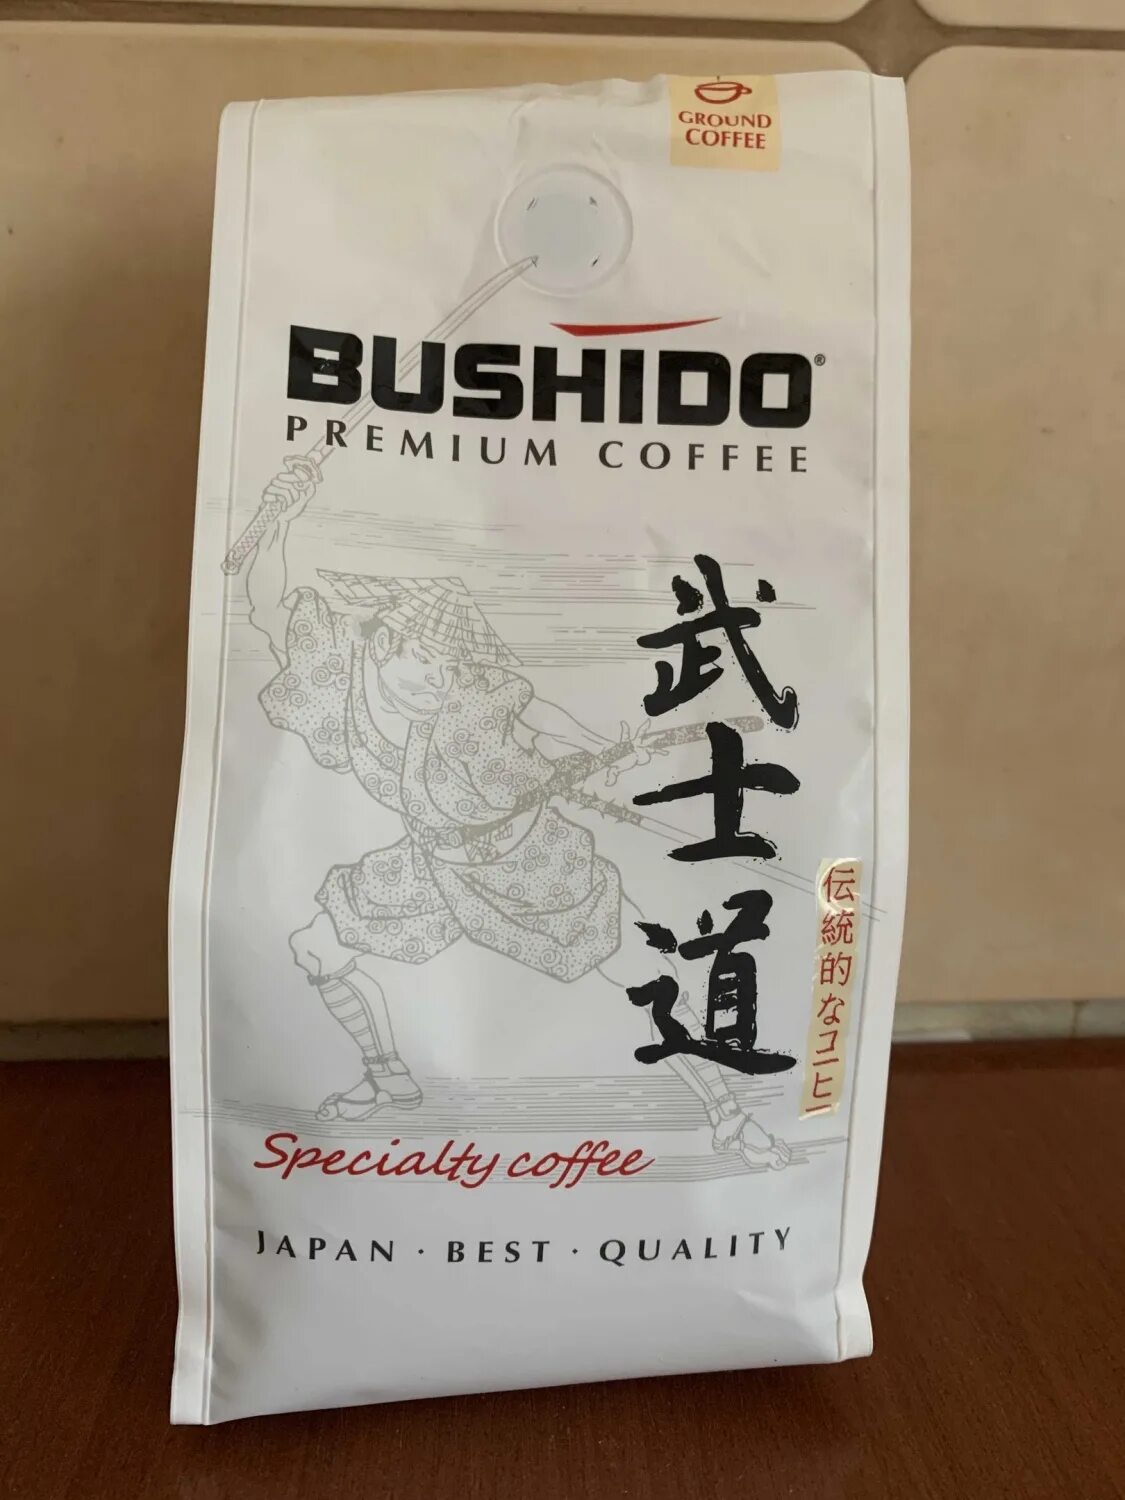 GROUND
COFFEE
BUSHIDO®
PREMIUM COFFEE
武士道
伝統的なコーヒー
Specialty coffee
JAPAN · BEST · QUALITY